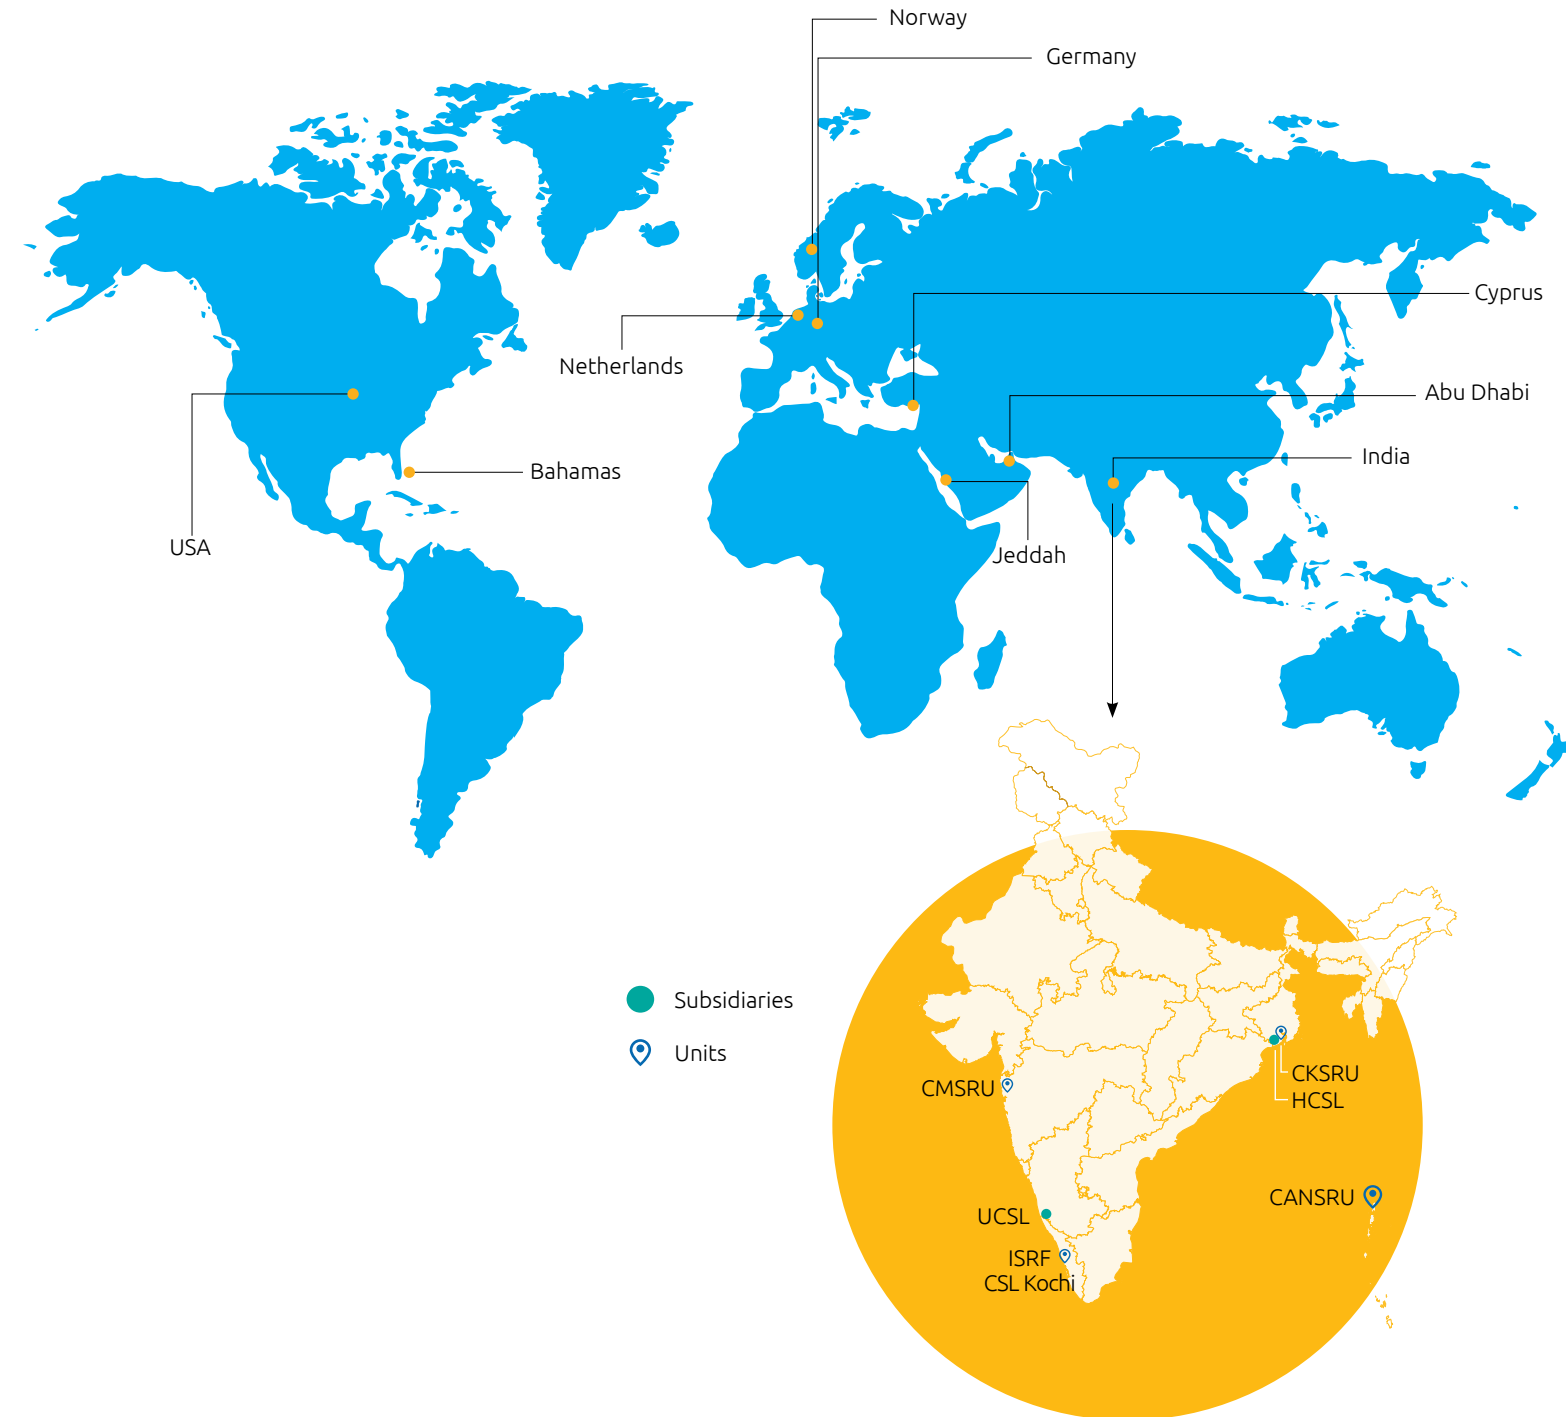 Norway
Germany
Cyprus
Netherlands
Abu Dhabi
India
Bahamas
USA
Jeddah
Subsidiaries
Units
CMSRU
CKSRU
HCSL
CANSRU
UCSL
ISRF
CSL Kochi